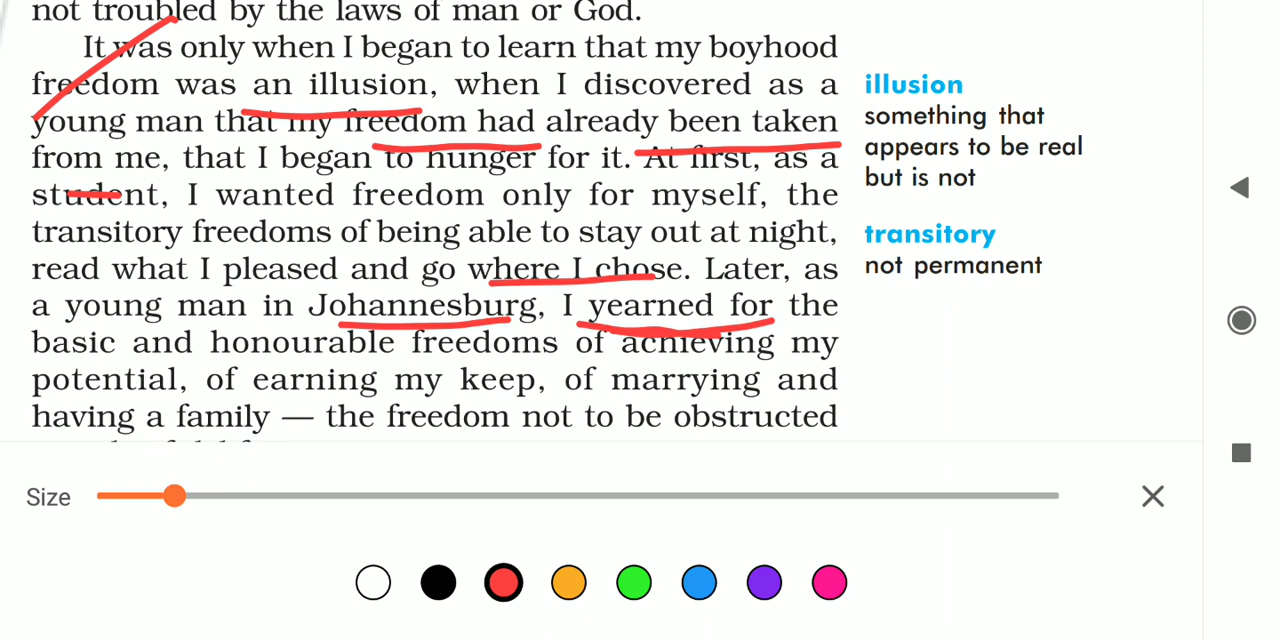 not troubled by the laws of man or God.
It was only when I began to learn that my boyhood
freedom was an illusion, when I discovered as a
young man that my freedom had already been taken
from me, that I began to hunger for it. At first, as a
student, I wanted freedom only for myself, the
transitory freedoms of being able to stay out at night,
read what I pleased and go where I chose. Later, as
a young man in Johannesburg, I yearned for the
basic and honourable freedoms of achieving my
potential, of earning my keep, of marrying and
having a family — the freedom not to be obstructed
illusion
something that
appears to be real
but is not
transitory
not permanent
Size